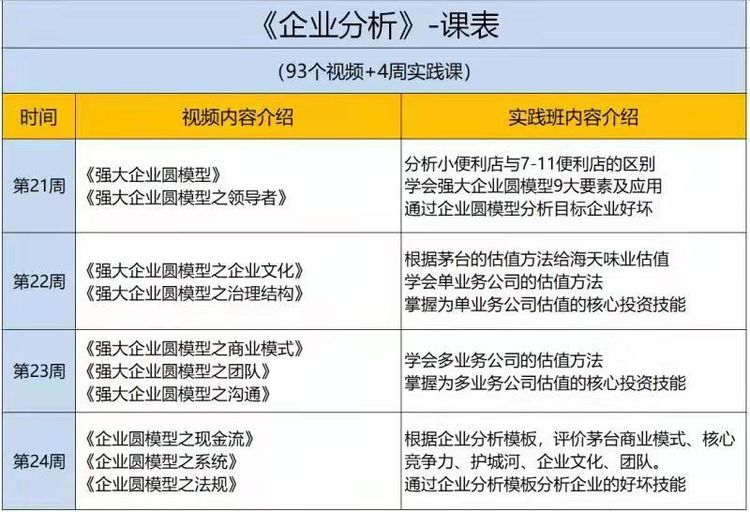 《企业分析》-课表
（93个视频+4周实践课）
时间 视频内容介绍 实践班内容介绍
第21周
《强大企业圆模型》
《强大企业圆模型之领导者》
分析小便利店与7-11便利店的区别
学会强大企业圆模型9大要素及应用
通过企业圆模型分析目标企业好坏
第22周
《强大企业圆模型之企业文化》
《强大企业圆模型之治理结构》
根据茅台的估值方法给海天味业估值
学会单业务公司的估值方法
掌握为单业务公司估值的核心投资技能
第23周
《强大企业圆模型之商业模式》
《强大企业圆模型之团队》
《强大企业圆模型之沟通》
学会多业务公司的估值方法
掌握为多业务公司估值的核心投资技能
第24周
《企业圆模型之现金流》
《企业圆模型之系统》
《企业圆模型之法规》
根据企业分析模板，评价茅台商业模式、核心
竞争力、护城河、企业文化、团队。
通过企业分析模板分析企业的好坏技能